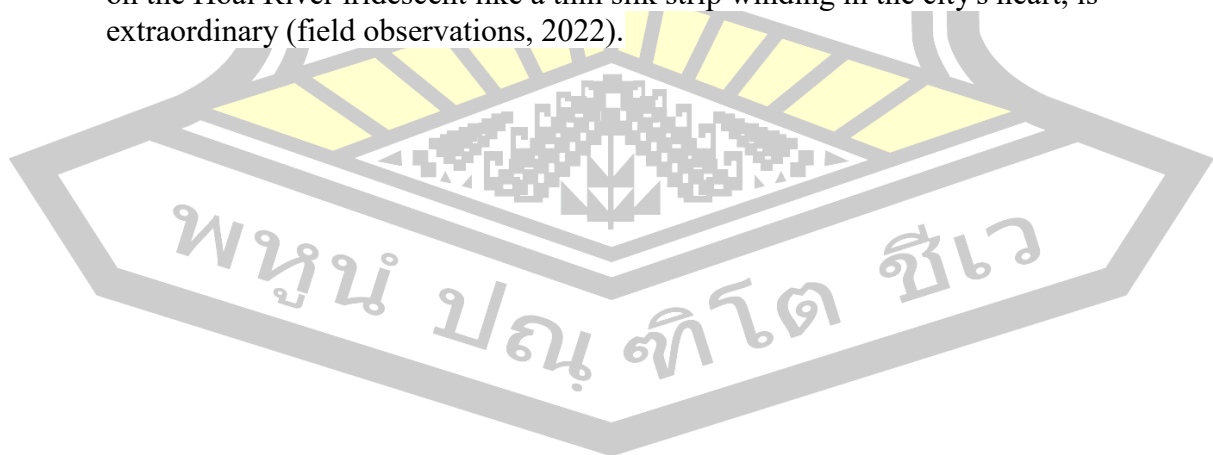 on the Hoai River iridescent like a thin silk strip winding in the city's heart, is
extraordinary (field observations, 2022).
พหูนํ ปณฺฑิโต ชีเว